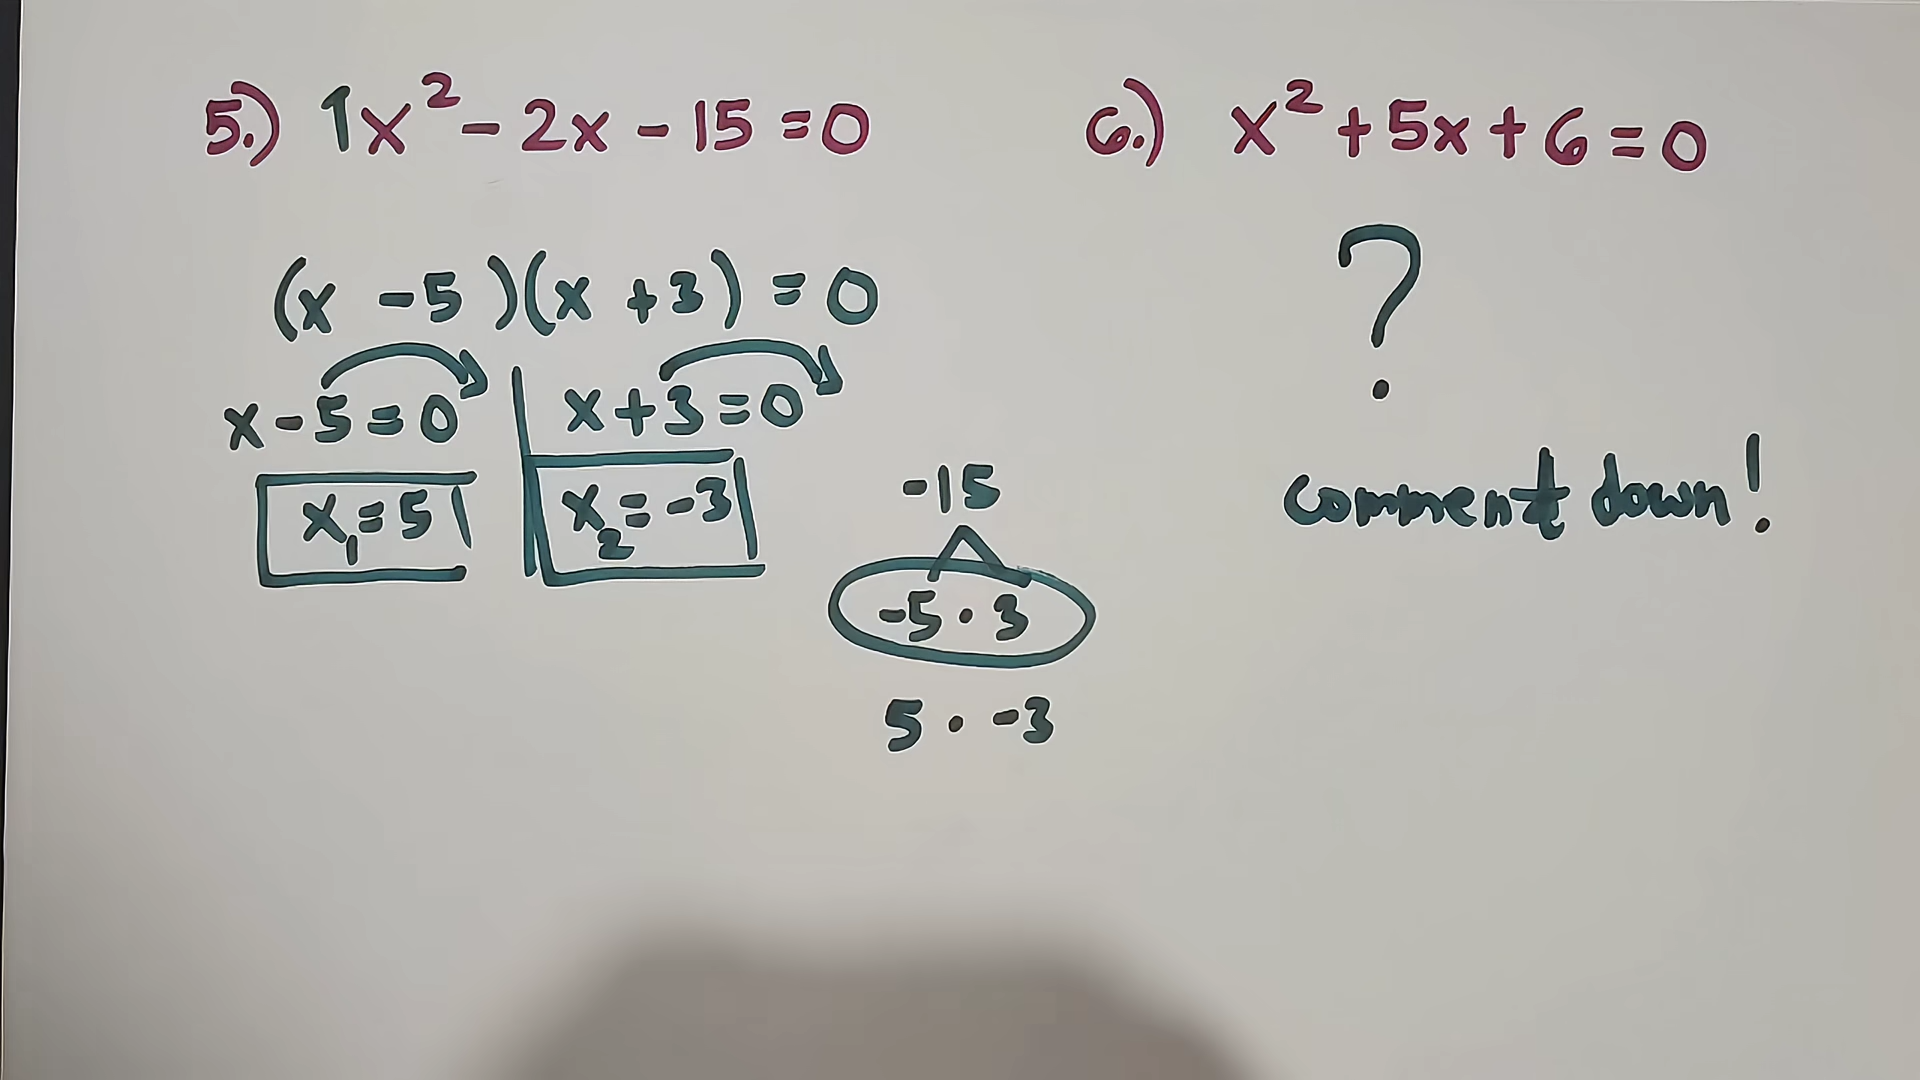 5.) 1x² - 2x - 15 = 0
(x - 5)(x + 3) = 0
x - 5 = 0
x + 3 = 0
x₁ = 5
x₂ = -3
-15
-5 · 3
5 · -3
6.) x² + 5x + 6 = 0
?
comment down!